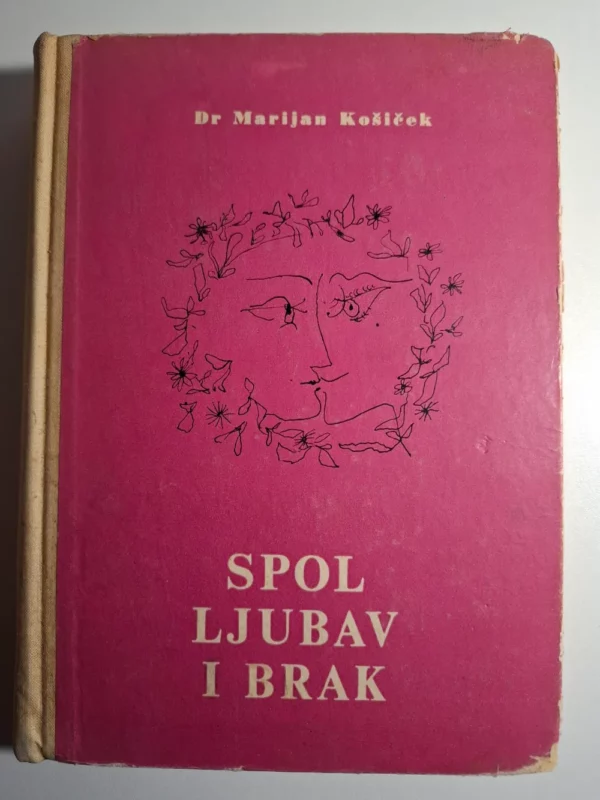 Dr Marijan Košiček
SPOL
LJUBAV
I BRAK